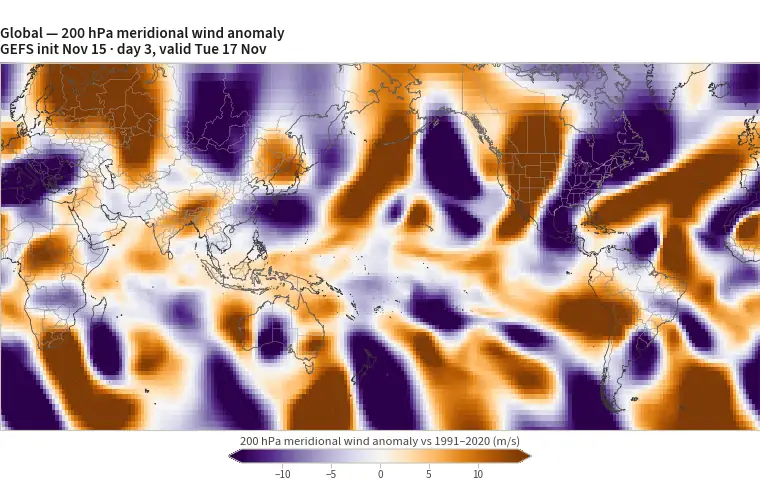 Global — 200 hPa meridional wind anomaly
GEFS init Nov 15 · day 3, valid Tue 17 Nov
200 hPa meridional wind anomaly vs 1991–2020 (m/s)
−10 −5 0 5 10